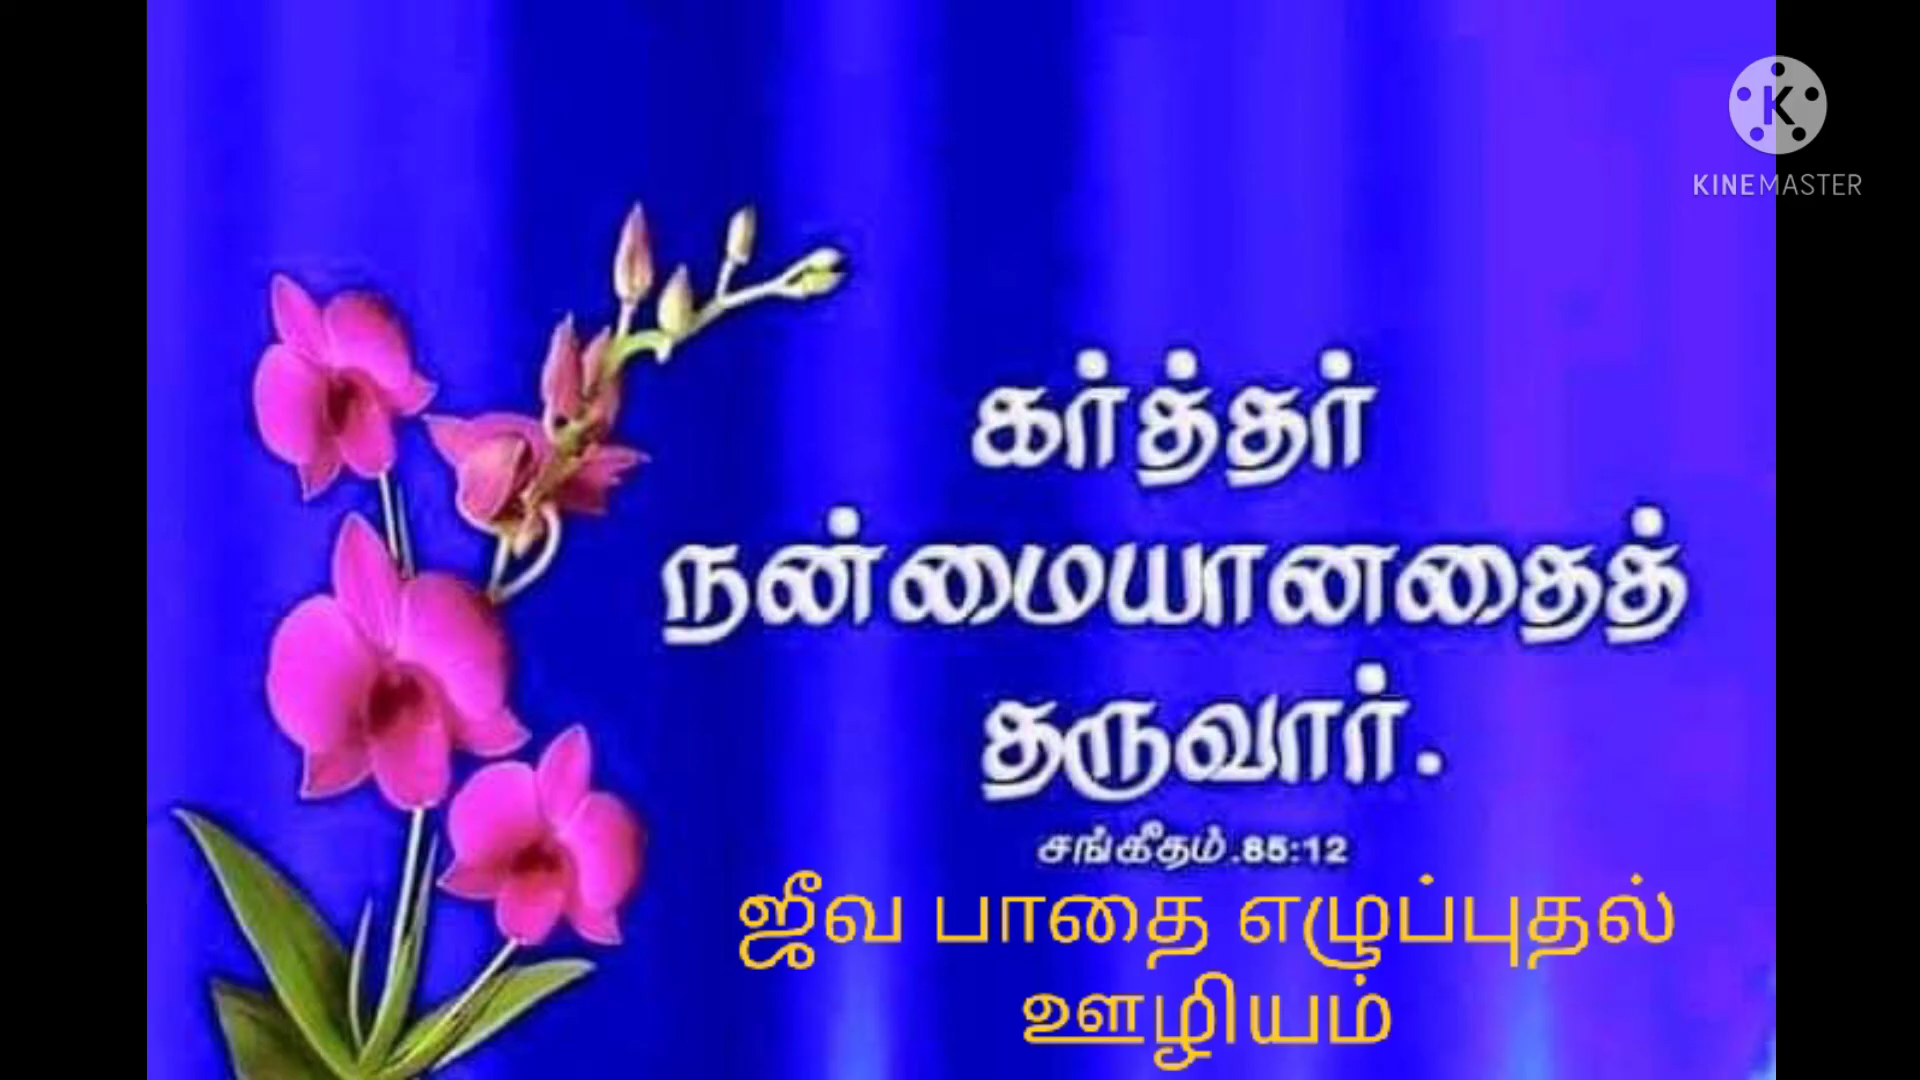 KINEMASTER
கர்த்தர்
நன்மையானதைத்
தருவார்.
சங்கீதம்.85:12
ஜீவ பாதை எழுப்புதல்
ஊழியம்